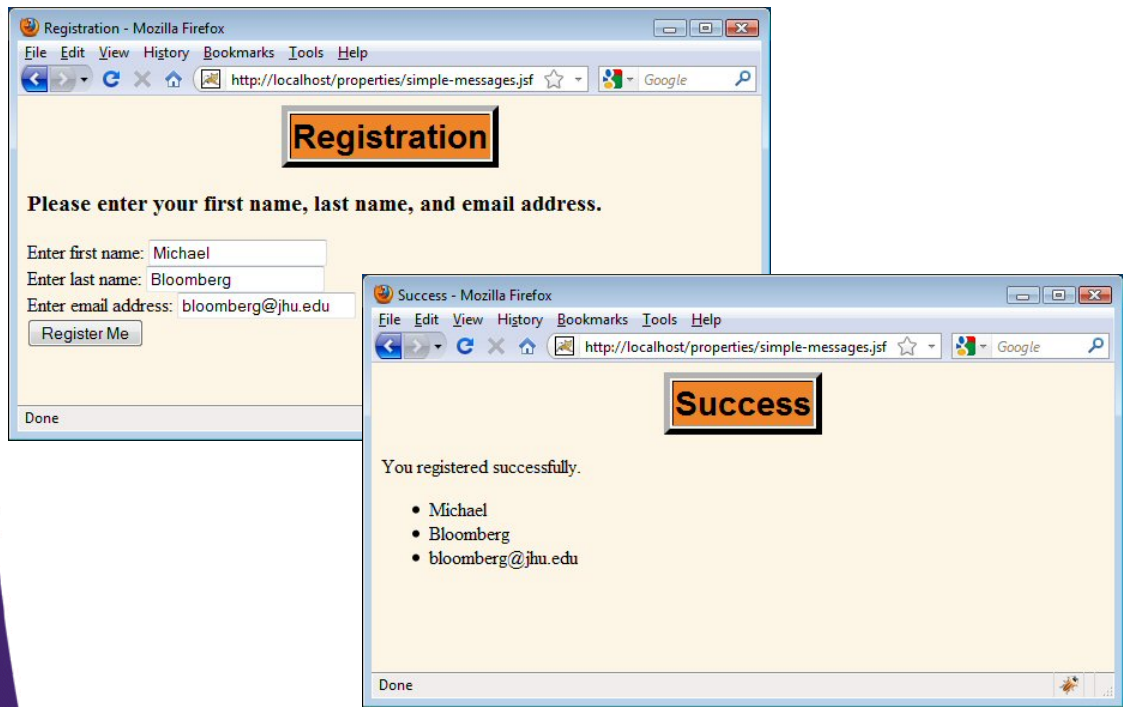 Registration - Mozilla Firefox
File Edit View History Bookmarks Tools Help
http://localhost/properties/simple-messages.jsf
Google
Registration
Please enter your first name, last name, and email address.
Enter first name: Michael
Enter last name: Bloomberg
Enter email address: bloomberg@jhu.edu
Register Me
Done
Success - Mozilla Firefox
File Edit View History Bookmarks Tools Help
http://localhost/properties/simple-messages.jsf
Google
Success
You registered successfully.
• Michael
• Bloomberg
• bloomberg@jhu.edu
Done